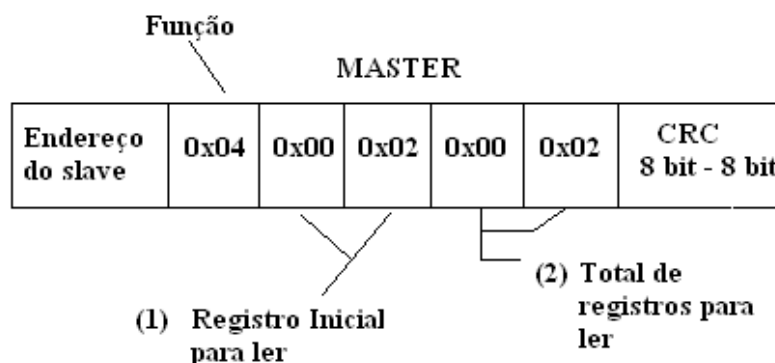 Função
MASTER
Endereço do slave 0x04 0x00 0x02 0x00 0x02 CRC 8 bit - 8 bit
(1) Registro Inicial para ler
(2) Total de registros para ler